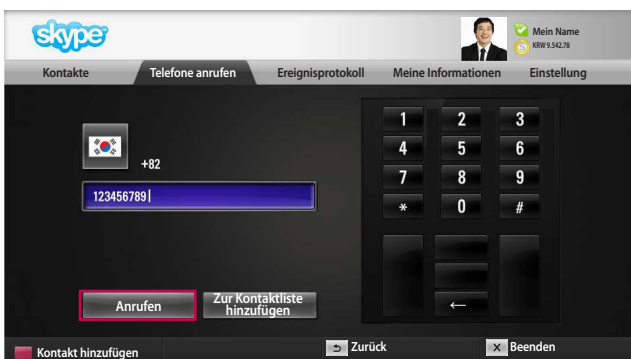 skype
Mein Name
KRW 9.542.78
Kontakte
Telefone anrufen
Ereignisprotokoll
Meine Informationen
Einstellung
+82
123456789
1 2 3
4 5 6
7 8 9
* 0 #
←
Anrufen
Zur Kontaktliste
hinzufügen
Kontakt hinzufügen
Zurück
X Beenden